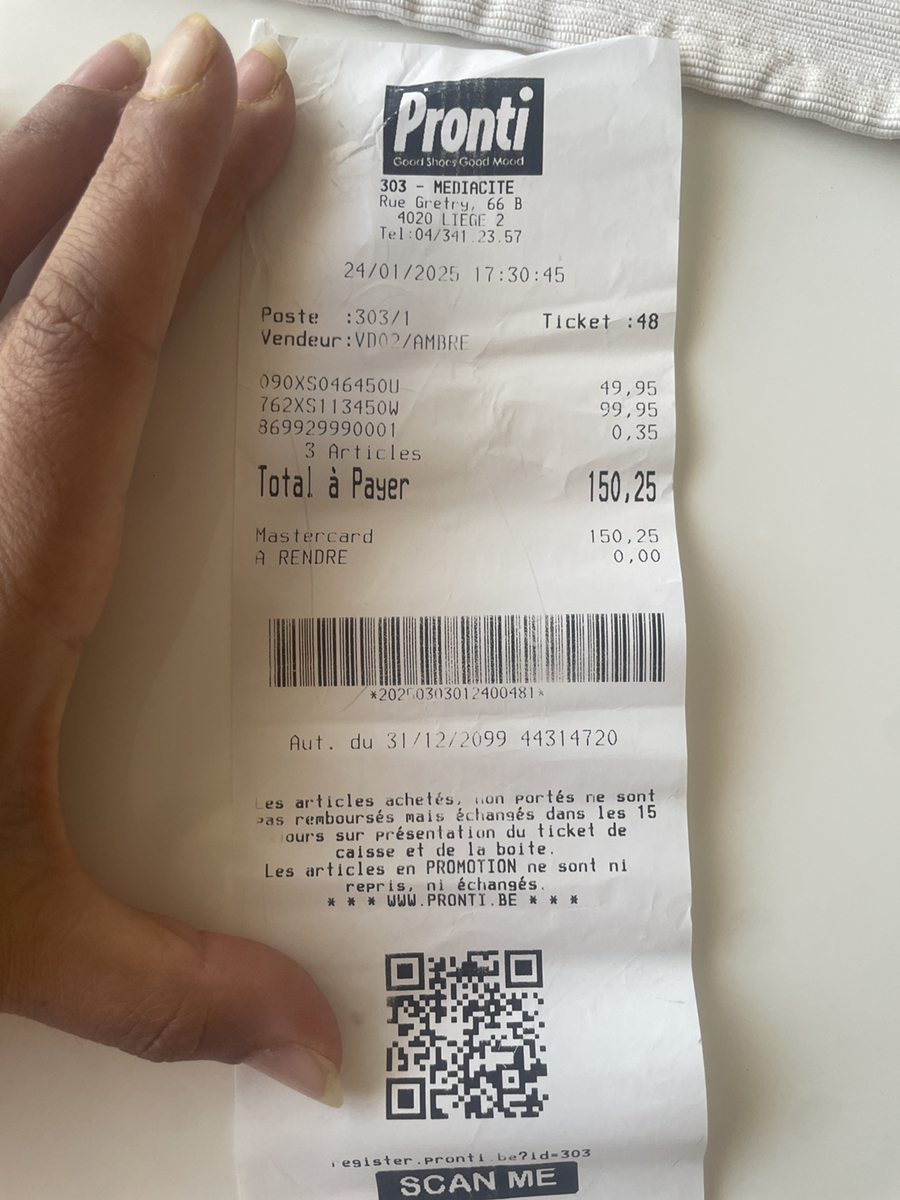 Pronti
Good Shoes Good Mood
303 - MEDIACITE
Rue Gretry, 66 B
4020 LIEGE 2
Tel:04/341.23.57
24/01/2025 17:30:45
Poste :303/1 Ticket :48
Vendeur:VD02/AMBRE
090XS046450U 49,95
762XS113450W 99,95
869929990001 0,35
3 Articles
Total à Payer 150,25
Mastercard 150,25
A RENDRE 0,00
*20250303012400481*
Aut. du 31/12/2099 44314720
Les articles achetés, non portés ne sont
pas remboursés mais échangés dans les 15
jours sur présentation du ticket de
caisse et de la boite.
Les articles en PROMOTION ne sont ni
repris, ni échangés.
* * * WWW.PRONTI.BE * * *
register.pronti.be?id=303
SCAN ME